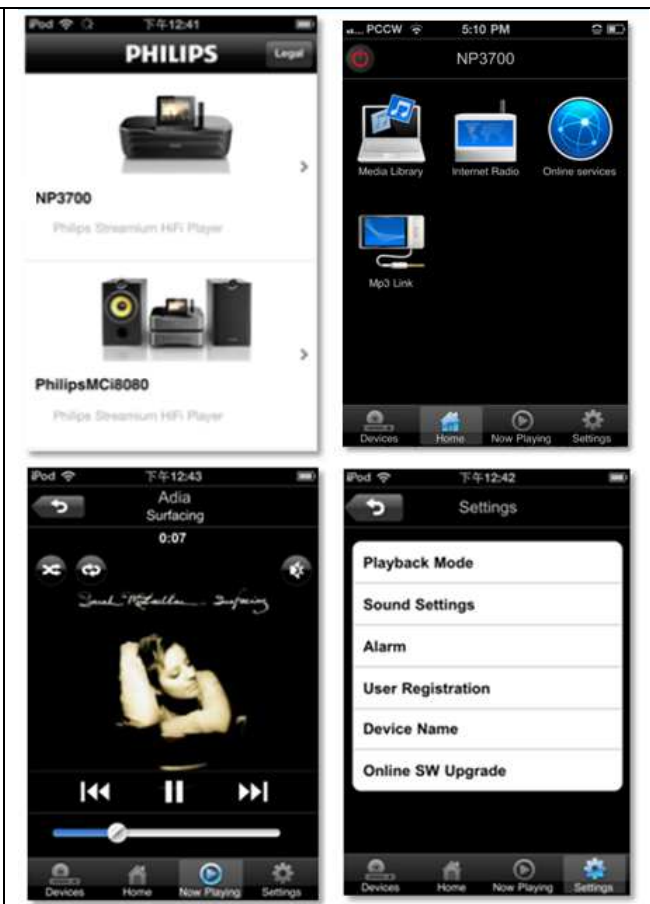 iPod 下午12:41
PHILIPS Legal
NP3700
Philips Streamium HiFi Player
PhilipsMCi8080
Philips Streamium HiFi Player
PCCW 5:10 PM
NP3700
Media Library Internet Radio Online services
Mp3 Link
Devices Home Now Playing Settings
iPod 下午12:43
Adia
Surfacing
0:07
Sarah McLachlan Surfacing
Devices Home Now Playing Settings
iPod 下午12:42
Settings
Playback Mode
Sound Settings
Alarm
User Registration
Device Name
Online SW Upgrade
Devices Home Now Playing Settings